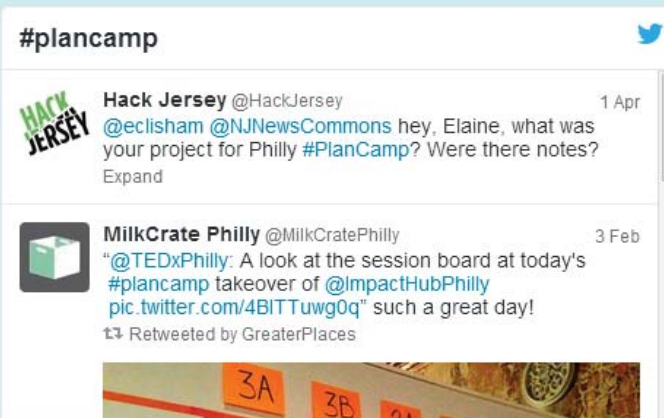 #plancamp
HACK
JERSEY
Hack Jersey @HackJersey 1 Apr
@eclisham @NJNewsCommons hey, Elaine, what was
your project for Philly #PlanCamp? Were there notes?
Expand
MilkCrate Philly @MilkCratePhilly 3 Feb
"@TEDxPhilly: A look at the session board at today's
#plancamp takeover of @ImpactHubPhilly
pic.twitter.com/4BITTuwg0q" such a great day!
Retweeted by GreaterPlaces
3A
3B